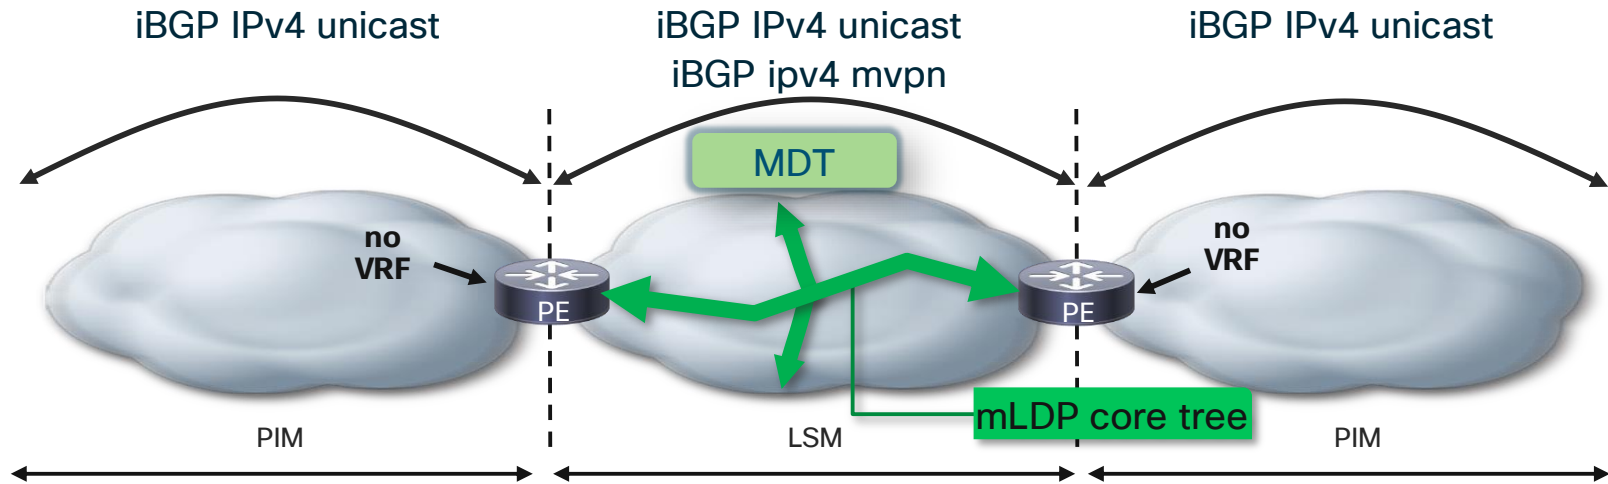 iBGP IPv4 unicast
iBGP IPv4 unicast
iBGP ipv4 mvpn
iBGP IPv4 unicast
MDT
no
VRF
no
VRF
PE
PE
mLDP core tree
PIM
LSM
PIM